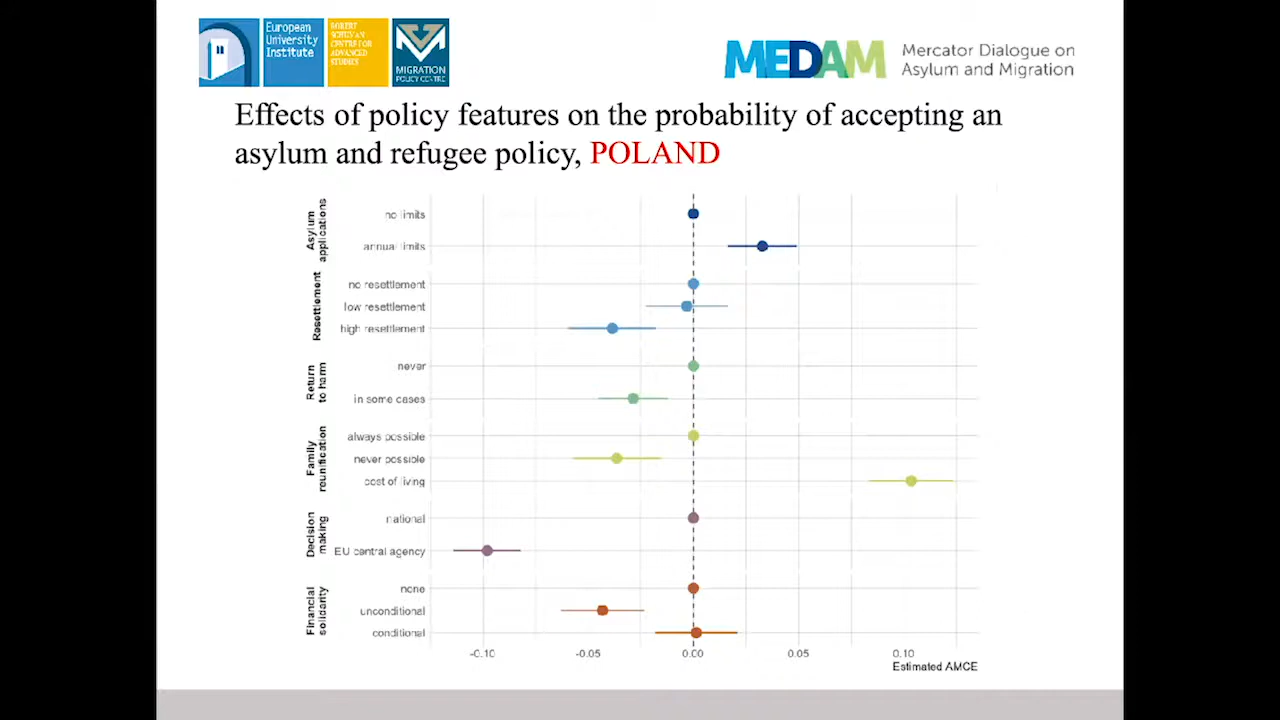 European
University
Institute
ROBERT
SCHUMAN
CENTRE FOR
ADVANCED
STUDIES
MIGRATION
POLICY CENTRE
MEDAM
Mercator Dialogue on
Asylum and Migration
Effects of policy features on the probability of accepting an
asylum and refugee policy, POLAND
Asylum
applications
no limits
annual limits
Resettlement
no resettlement
low resettlement
high resettlement
Return
to harm
never
in some cases
Family
reunification
always possible
never possible
cost of living
Decision
making
national
EU central agency
Financial
solidarity
none
unconditional
conditional
-0.10 -0.05 0.00 0.05 0.10
Estimated AMCE